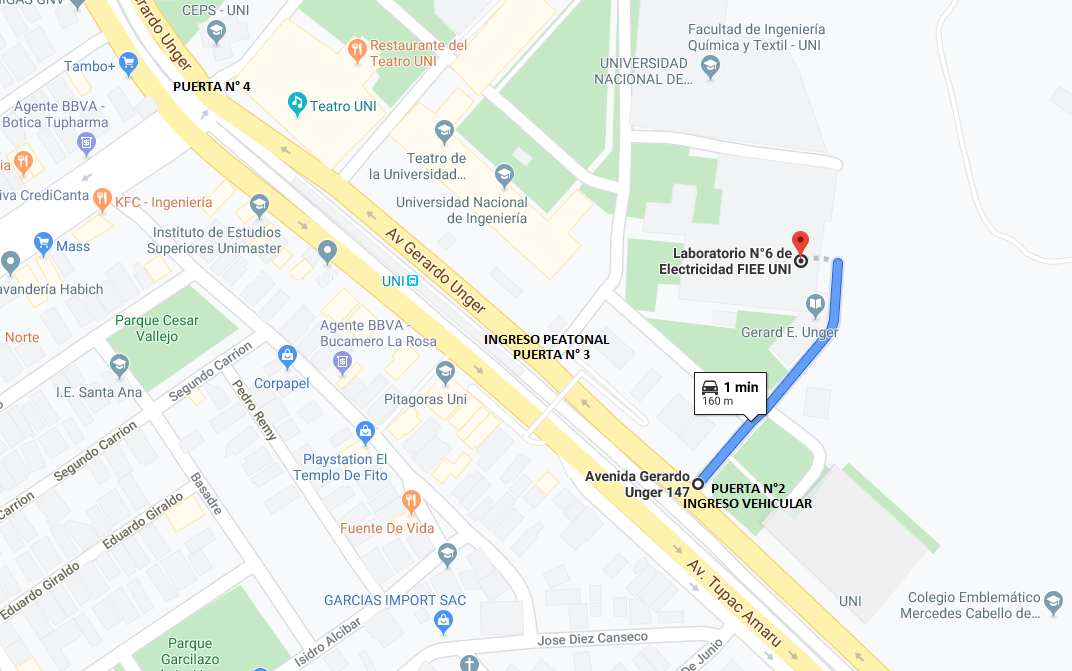 IGAS GNV
CEPS - UNI
Gerardo Unger
Tambo+
PUERTA N° 4
Restaurante del
Teatro UNI
Teatro UNI
Facultad de Ingeniería
Química y Textil - UNI
UNIVERSIDAD
NACIONAL DE...
Agente BBVA -
Botica Tupharma
Teatro de
la Universidad...
Universidad Nacional
de Ingeniería
iva CrediCanta
KFC - Ingeniería
Mass
Instituto de Estudios
Superiores Unimaster
Av Gerardo Unger
UNI
Laboratorio N°6 de
Electricidad FIEE UNI
avandería Habich
Gerard E. Unger
Norte
Parque Cesar
Vallejo
Agente BBVA -
Bucamero La Rosa
INGRESO PEATONAL
PUERTA N° 3
Segundo Carrion
Corpapel
I.E. Santa Ana
Pitagoras Uni
1 min
160 m
Pedro Remy
Segundo Carrion
Carrion
Playstation El
Templo De Fito
Basadre
Avenida Gerardo
Unger 147
PUERTA N°2
INGRESO VEHICULAR
Eduardo Giraldo
Fuente De Vida
Eduardo Giraldo
Av. Tupac Amaru
GARCIAS IMPORT SAC
UNI
Colegio Emblemático
Mercedes Cabello de...
Jose Diez Canseco
Isidro Alcibar
De Junio
Parque
Garcilazo